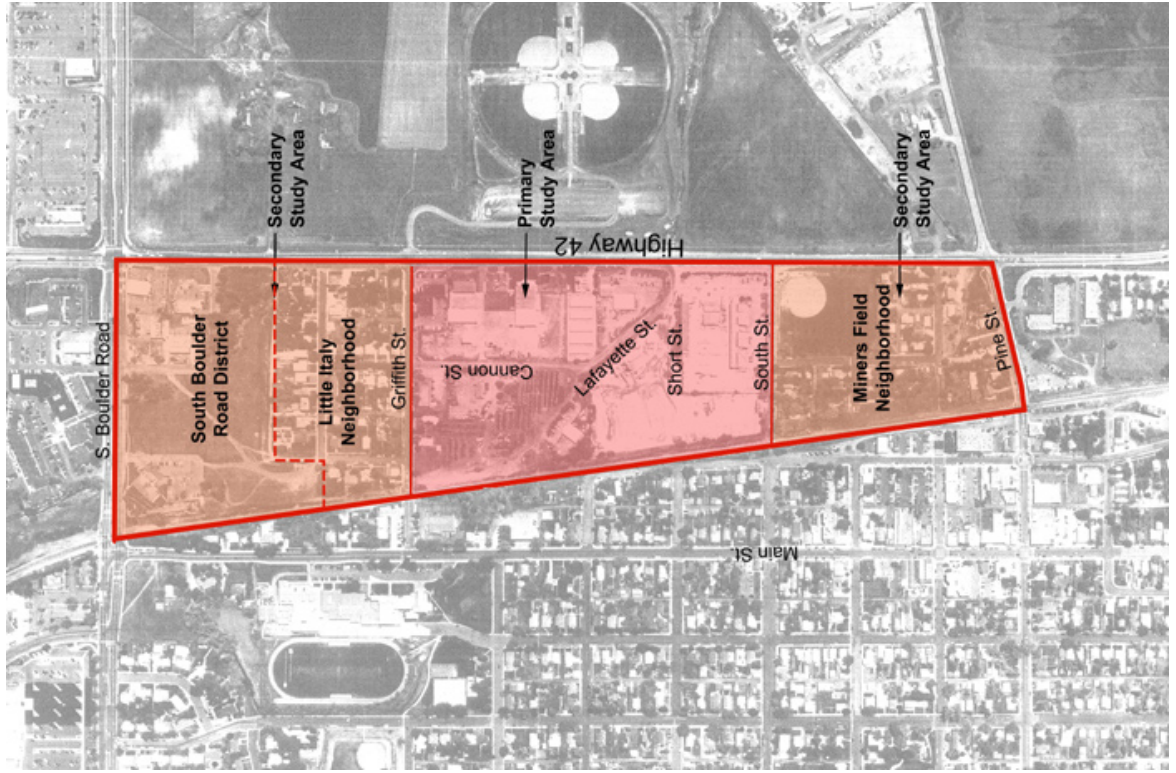 Secondary
Study Area
Primary
Study Area
Secondary
Study Area
Highway 42
S. Boulder Road
South Boulder
Road District
Little Italy
Neighborhood
Griffith St.
Cannon St.
Lafayette St.
Short St.
South St.
Miners Field
Neighborhood
Pine St.
Main St.